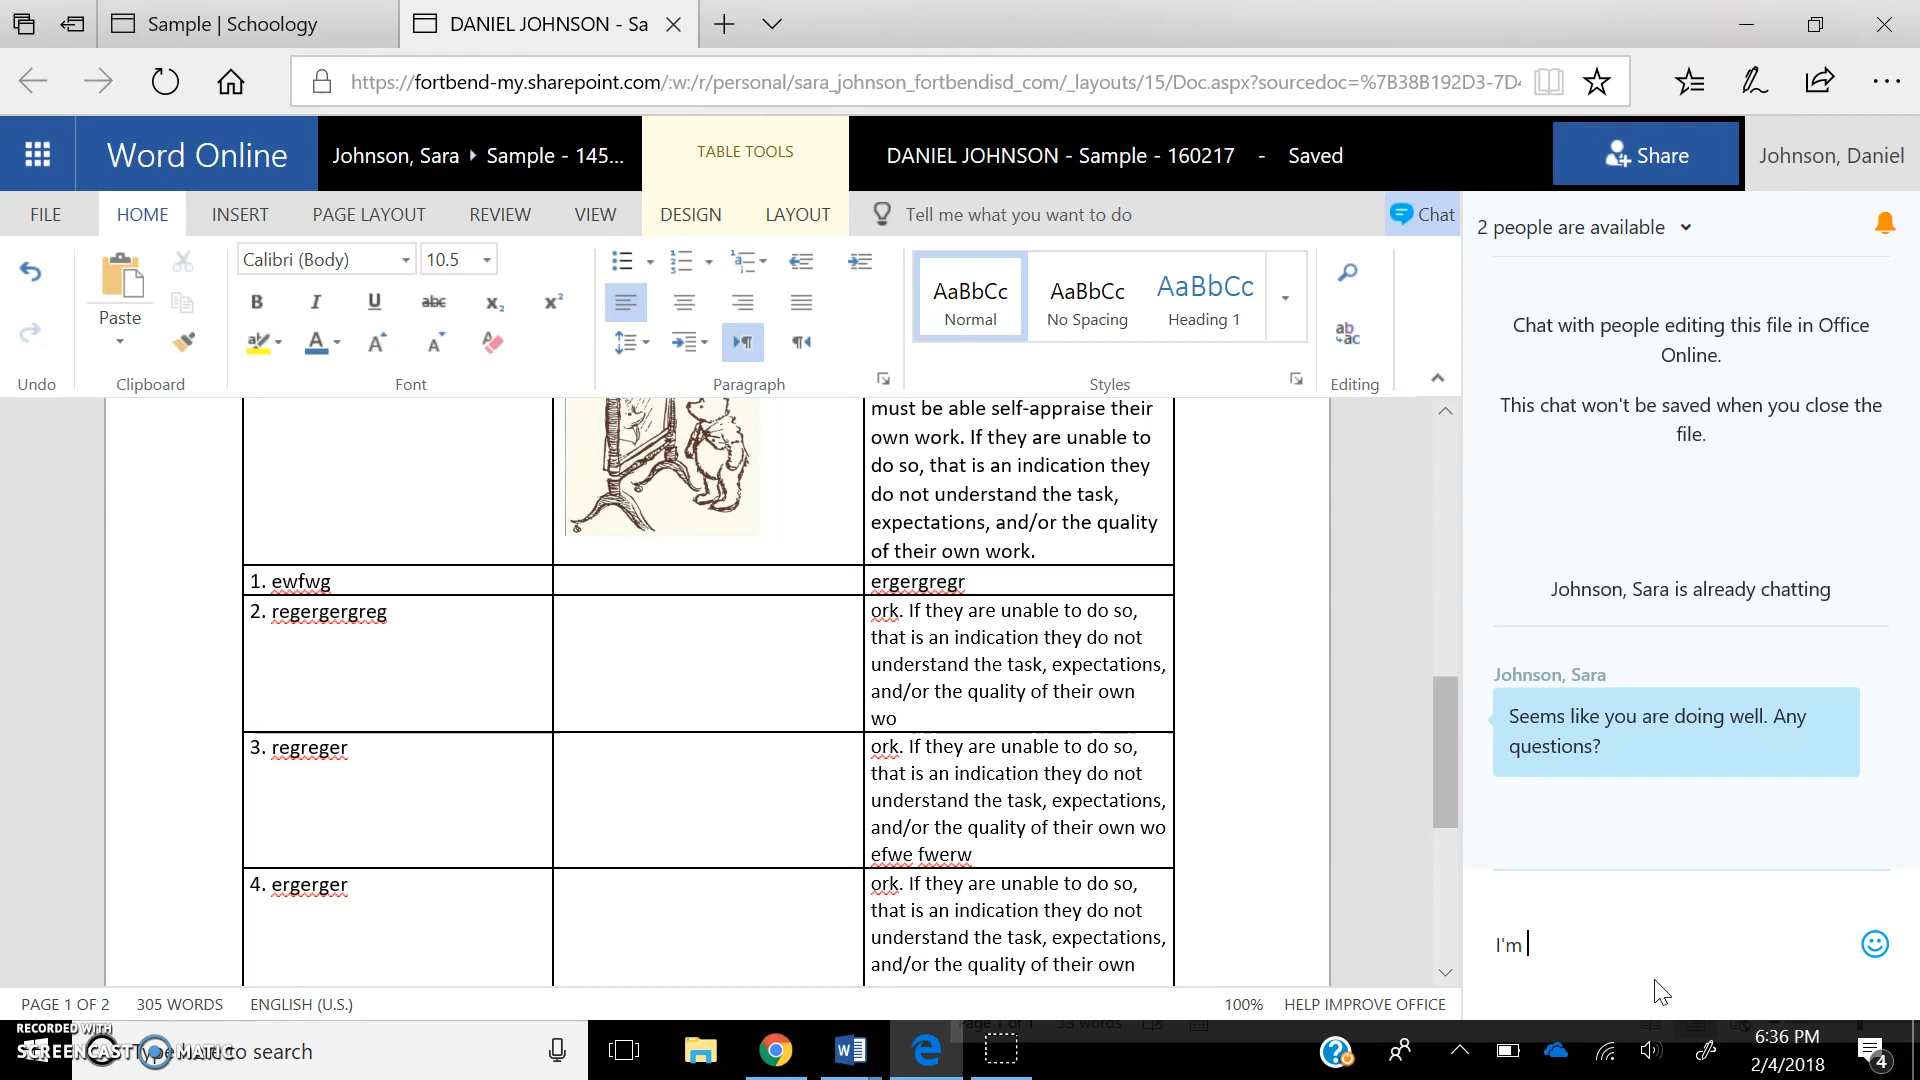 Sample | Schoology
DANIEL JOHNSON - Sa
https://fortbend-my.sharepoint.com/:w:/r/personal/sara_johnson_fortbendisd_com/_layouts/15/Doc.aspx?sourcedoc=%7B38B192D3-7D4
Word Online
Johnson, Sara ▸ Sample - 145...
TABLE TOOLS
DANIEL JOHNSON - Sample - 160217 - Saved
Share
Johnson, Daniel
FILE HOME INSERT PAGE LAYOUT REVIEW VIEW DESIGN LAYOUT Tell me what you want to do Chat
Calibri (Body) 10.5
AaBbCc AaBbCc AaBbCc
Normal No Spacing Heading 1
Paste
Undo Clipboard Font Paragraph Styles Editing
must be able self-appraise their
own work. If they are unable to
do so, that is an indication they
do not understand the task,
expectations, and/or the quality
of their own work.
1. ewfwg
ergergregr
2. regergergreg
ork. If they are unable to do so,
that is an indication they do not
understand the task, expectations,
and/or the quality of their own
wo
3. regreger
ork. If they are unable to do so,
that is an indication they do not
understand the task, expectations,
and/or the quality of their own wo
efwe fwerw
4. ergerger
ork. If they are unable to do so,
that is an indication they do not
understand the task, expectations,
and/or the quality of their own
2 people are available
Chat with people editing this file in Office
Online.
This chat won't be saved when you close the
file.
Johnson, Sara is already chatting
Johnson, Sara
Seems like you are doing well. Any
questions?
I'm
PAGE 1 OF 2 305 WORDS ENGLISH (U.S.) 100% HELP IMPROVE OFFICE
Page 1 of 1 33 words
RECORDED WITH
SCREENCAST MATIC
Type here to search
6:36 PM
2/4/2018
4